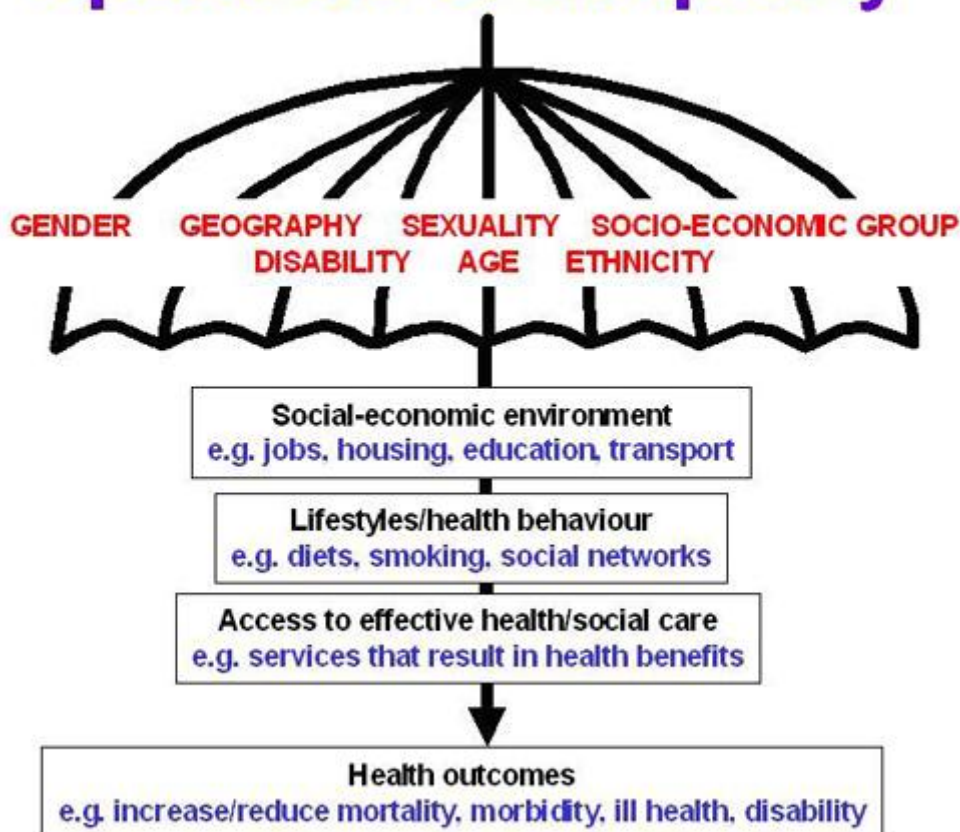 GENDER GEOGRAPHY SEXUALITY SOCIO-ECONOMIC GROUP
DISABILITY AGE ETHNICITY
Social-economic environment
e.g. jobs, housing, education, transport
Lifestyles/health behaviour
e.g. diets, smoking, social networks
Access to effective health/social care
e.g. services that result in health benefits
Health outcomes
e.g. increase/reduce mortality, morbidity, ill health, disability